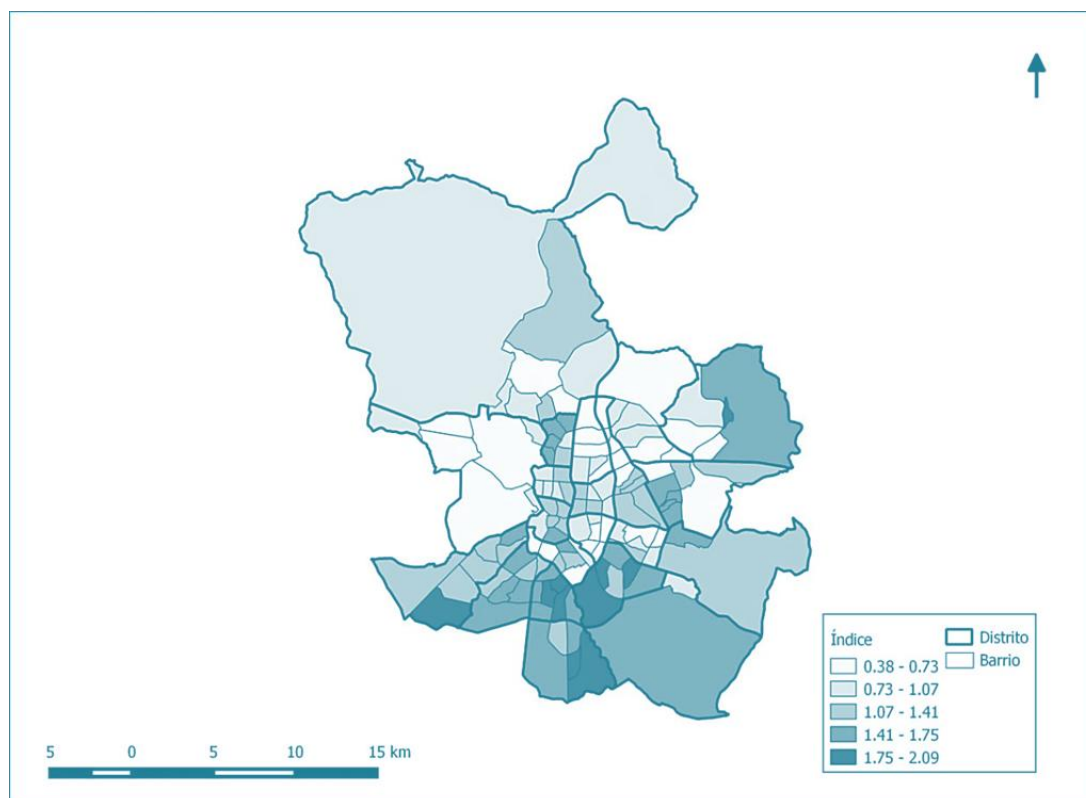 Índice
0.38 - 0.73
0.73 - 1.07
1.07 - 1.41
1.41 - 1.75
1.75 - 2.09
Distrito
Barrio
5 0 5 10 15 km